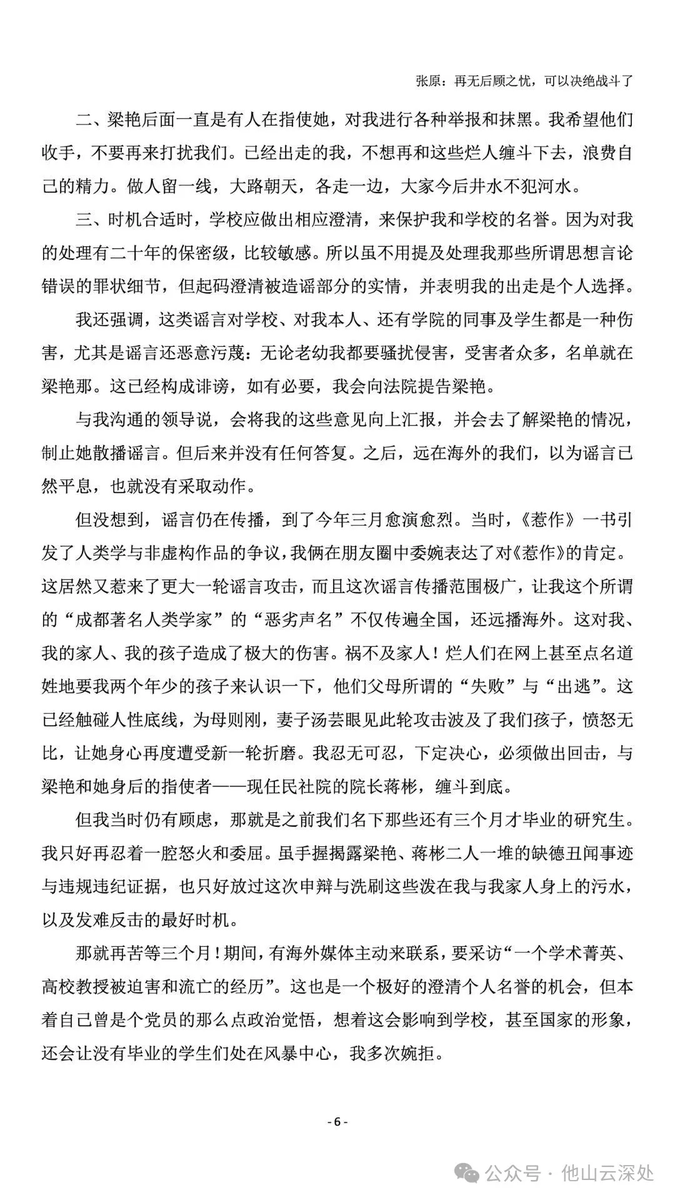 张原：再无后顾之忧，可以决绝战斗了
二、梁艳后面一直是有人在指使她，对我进行各种举报和抹黑。我希望他们
收手，不要再来打扰我们。已经出走的我，不想再和这些烂人缠斗下去，浪费自
己的精力。做人留一线，大路朝天，各走一边，大家今后井水不犯河水。
三、时机合适时，学校应做出相应澄清，来保护我和学校的名誉。因为对我
的处理有二十年的保密级，比较敏感。所以虽不用提及处理我那些所谓思想言论
错误的罪状细节，但起码澄清被造谣部分的实情，并表明我的出走是个人选择。
我还强调，这类谣言对学校、对我本人、还有学院的同事及学生都是一种伤
害，尤其是谣言还恶意污蔑：无论老幼我都要骚扰侵害，受害者众多，名单就在
梁艳那。这已经构成诽谤，如有必要，我会向法院提告梁艳。
与我沟通的领导说，会将我的这些意见向上汇报，并会去了解梁艳的情况，
制止她散播谣言。但后来并没有任何答复。之后，远在海外的我们，以为谣言已
然平息，也就没有采取动作。
但没想到，谣言仍在传播，到了今年三月愈演愈烈。当时，《惹作》一书引
发了人类学与非虚构作品的争议，我俩在朋友圈中委婉表达了对《惹作》的肯定。
这居然又惹来了更大一轮谣言攻击，而且这次谣言传播范围极广，让我这个所谓
的“成都著名人类学家”的“恶劣声名”不仅传遍全国，还远播海外。这对我、
我的家人、我的孩子造成了极大的伤害。祸不及家人！烂人们在网上甚至点名道
姓地要我两个年少的孩子来认识一下，他们父母所谓的“失败”与“出逃”。这
已经触碰人性底线，为母则刚，妻子汤芸眼见此轮攻击波及了我们孩子，愤怒无
比，让她身心再度遭受新一轮折磨。我忍无可忍，下定决心，必须做出回击，与
梁艳和她身后的指使者——现任民社院的院长蒋彬，缠斗到底。
但我当时仍有顾虑，那就是之前我们名下那些还有三个月才毕业的研究生。
我只好再忍着一腔怒火和委屈。虽手握揭露梁艳、蒋彬二人一堆的缺德丑闻事迹
与违规违纪证据，也只好放过这次申辩与洗刷这些泼在我与我家人身上的污水，
以及发难反击的最好时机。
那就再苦等三个月！期间，有海外媒体主动来联系，要采访“一个学术菁英、
高校教授被迫害和流亡的经历”。这也是一个极好的澄清个人名誉的机会，但本
着自己曾是个党员的那么点政治觉悟，想着这会影响到学校，甚至国家的形象，
还会让没有毕业的学生们处在风暴中心，我多次婉拒。
- 6 -
公众号 · 他山云深处